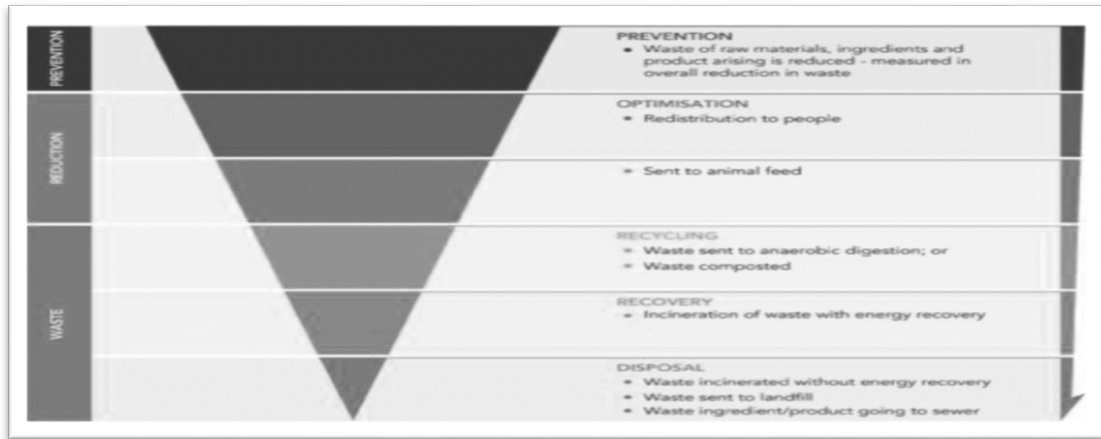 PREVENTION
PREVENTION
• Waste of raw materials, ingredients and
product arising is reduced - measured in
overall reduction in waste
REDUCTION
OPTIMISATION
• Redistribution to people
• Sent to animal feed
WASTE
RECYCLING
• Waste sent to anaerobic digestion; or
• Waste composted
RECOVERY
• Incineration of waste with energy recovery
DISPOSAL
• Waste incinerated without energy recovery
• Waste sent to landfill
• Waste ingredient/product going to sewer